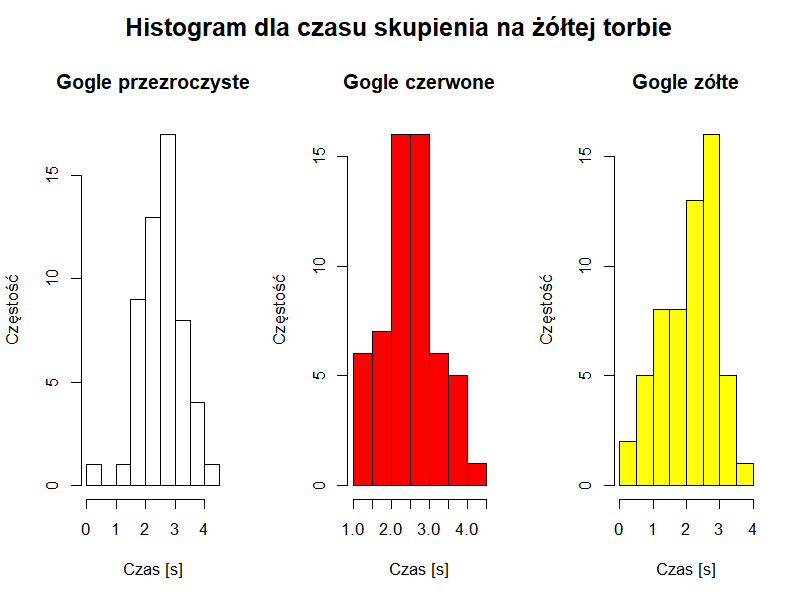 Histogram dla czasu skupienia na żółtej torbie
Gogle przezroczyste
Częstość
0 5 10 15
0 1 2 3 4
Czas [s]
Gogle czerwone
Częstość
0 5 10 15
1.0 2.0 3.0 4.0
Czas [s]
Gogle zółte
Częstość
0 5 10 15
0 1 2 3 4
Czas [s]